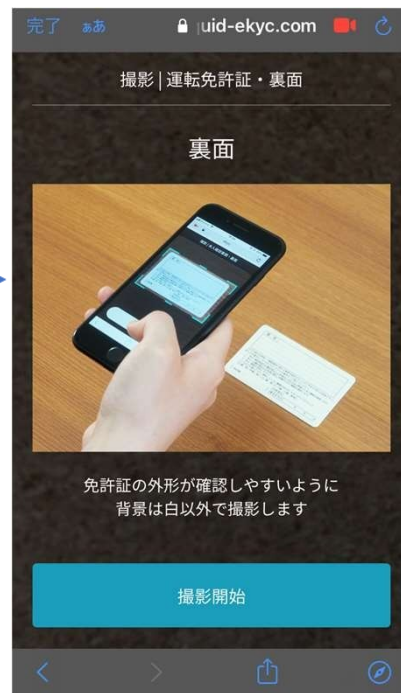 完了 ぁあ uid-ekyc.com
撮影 | 運転免許証・裏面
裏面
免許証の外形が確認しやすいように
背景は白以外で撮影します
撮影開始